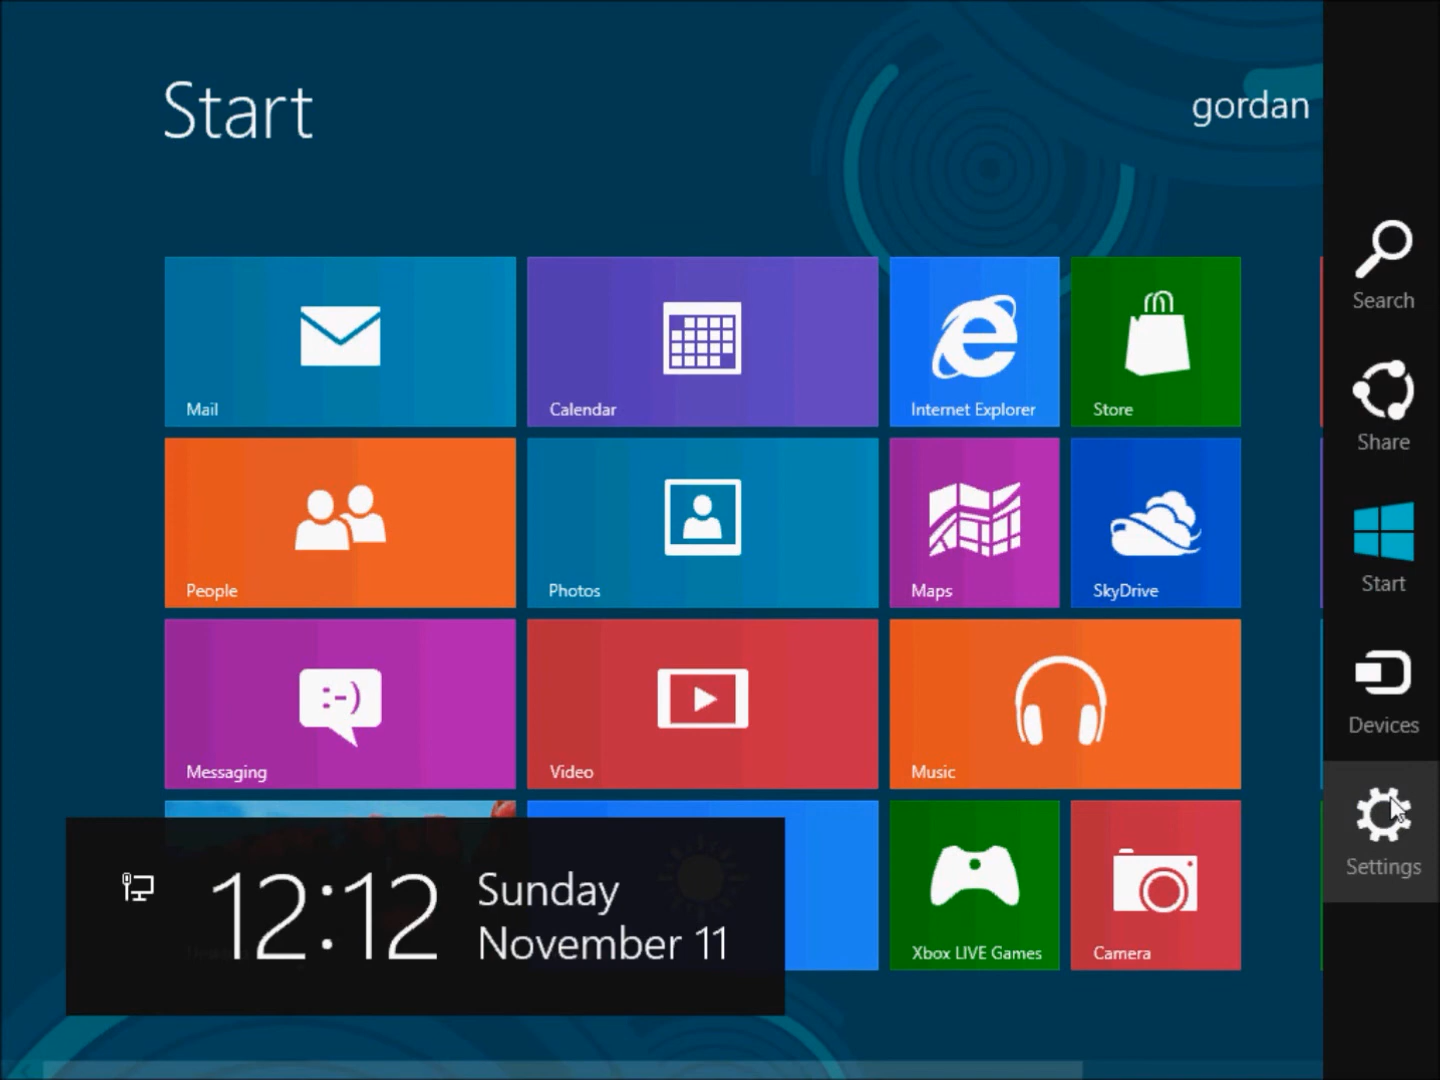 Start
gordan
Mail
Calendar
Internet Explorer
Store
People
Photos
Maps
SkyDrive
Messaging
:-)
Video
Music
Xbox LIVE Games
Camera
12:12
Sunday
November 11
Search
Share
Start
Devices
Settings